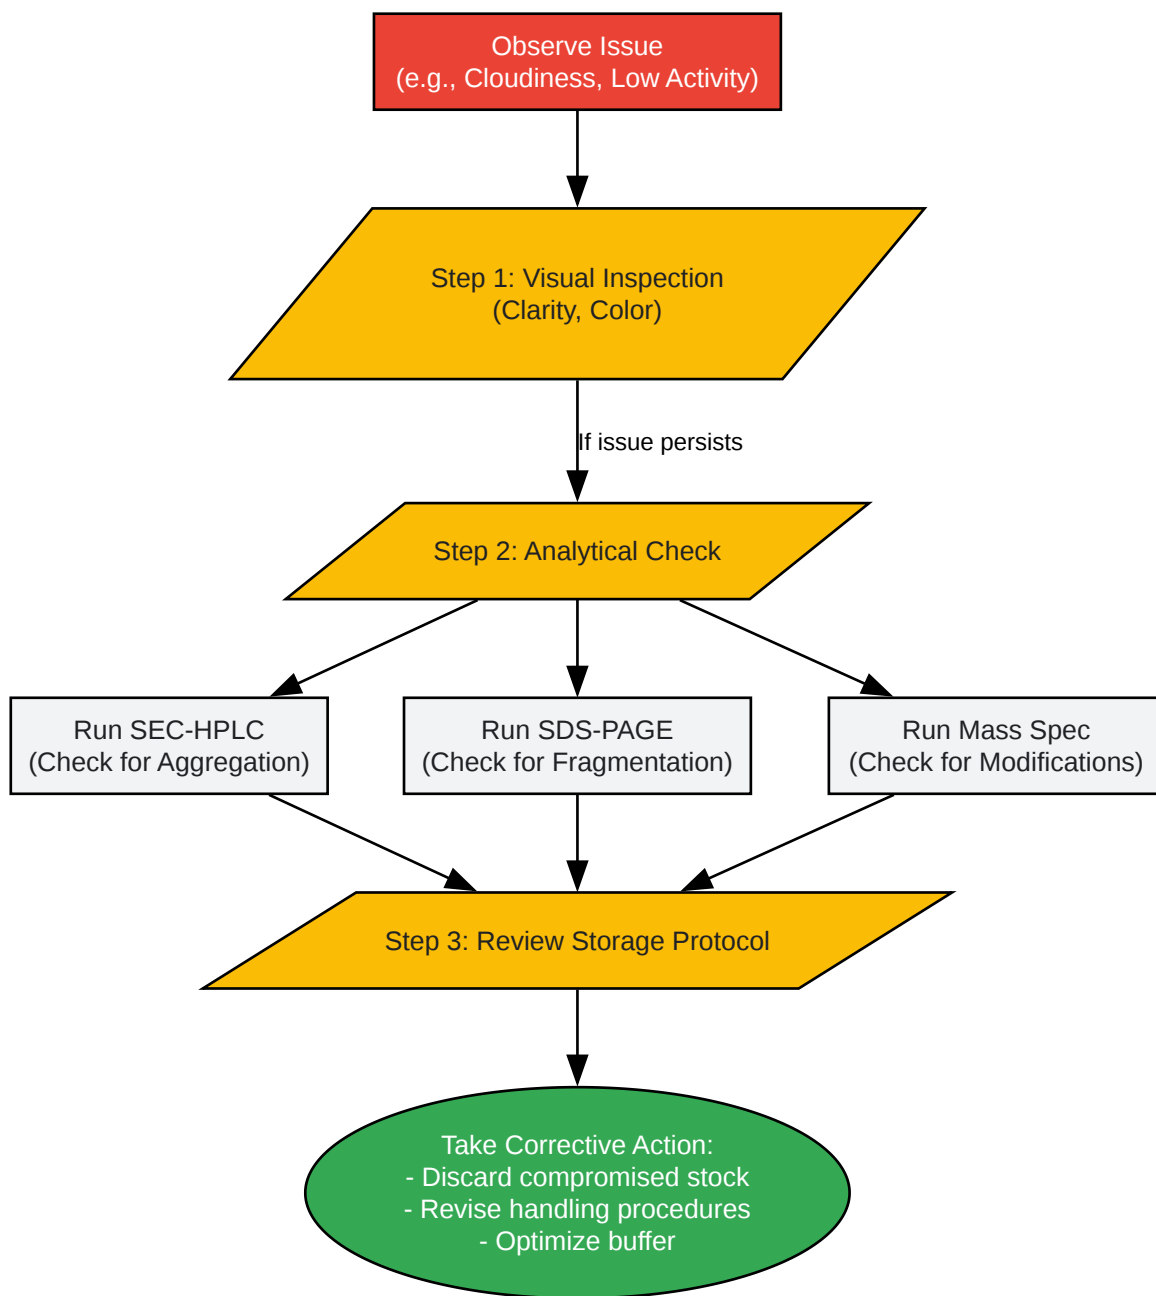 Observe Issue
(e.g., Cloudiness, Low Activity)
Step 1: Visual Inspection
(Clarity, Color)
If issue persists
Step 2: Analytical Check
Run SEC-HPLC
(Check for Aggregation)
Run SDS-PAGE
(Check for Fragmentation)
Run Mass Spec
(Check for Modifications)
Step 3: Review Storage Protocol
Take Corrective Action:
- Discard compromised stock
- Revise handling procedures
- Optimize buffer